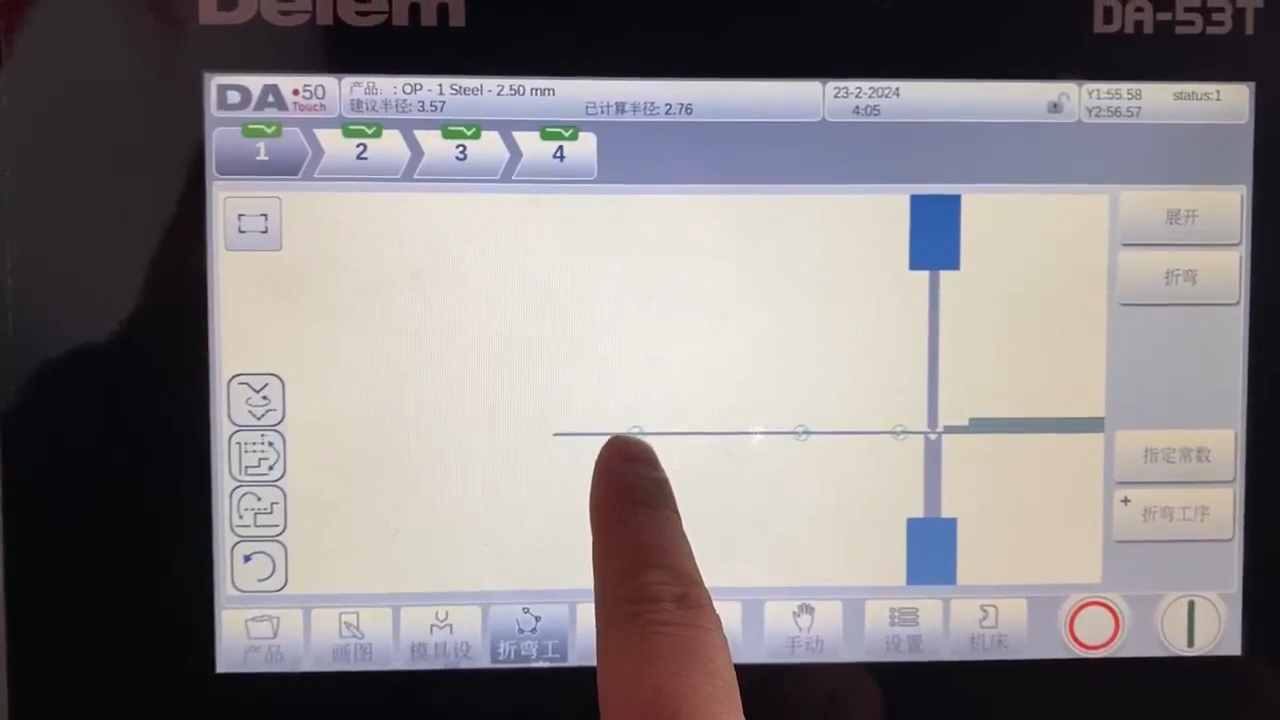 Delem
DA-53T
DA•50
Touch
产品: : OP - 1 Steel - 2.50 mm
建议半径: 3.57
已计算半径: 2.76
23-2-2024
4:05
Y1:55.58
Y2:56.57
status:1
1
2
3
4
展开
折弯
指定常数
+
折弯工序
产品
画图
模具设
折弯工
手动
设置
机床